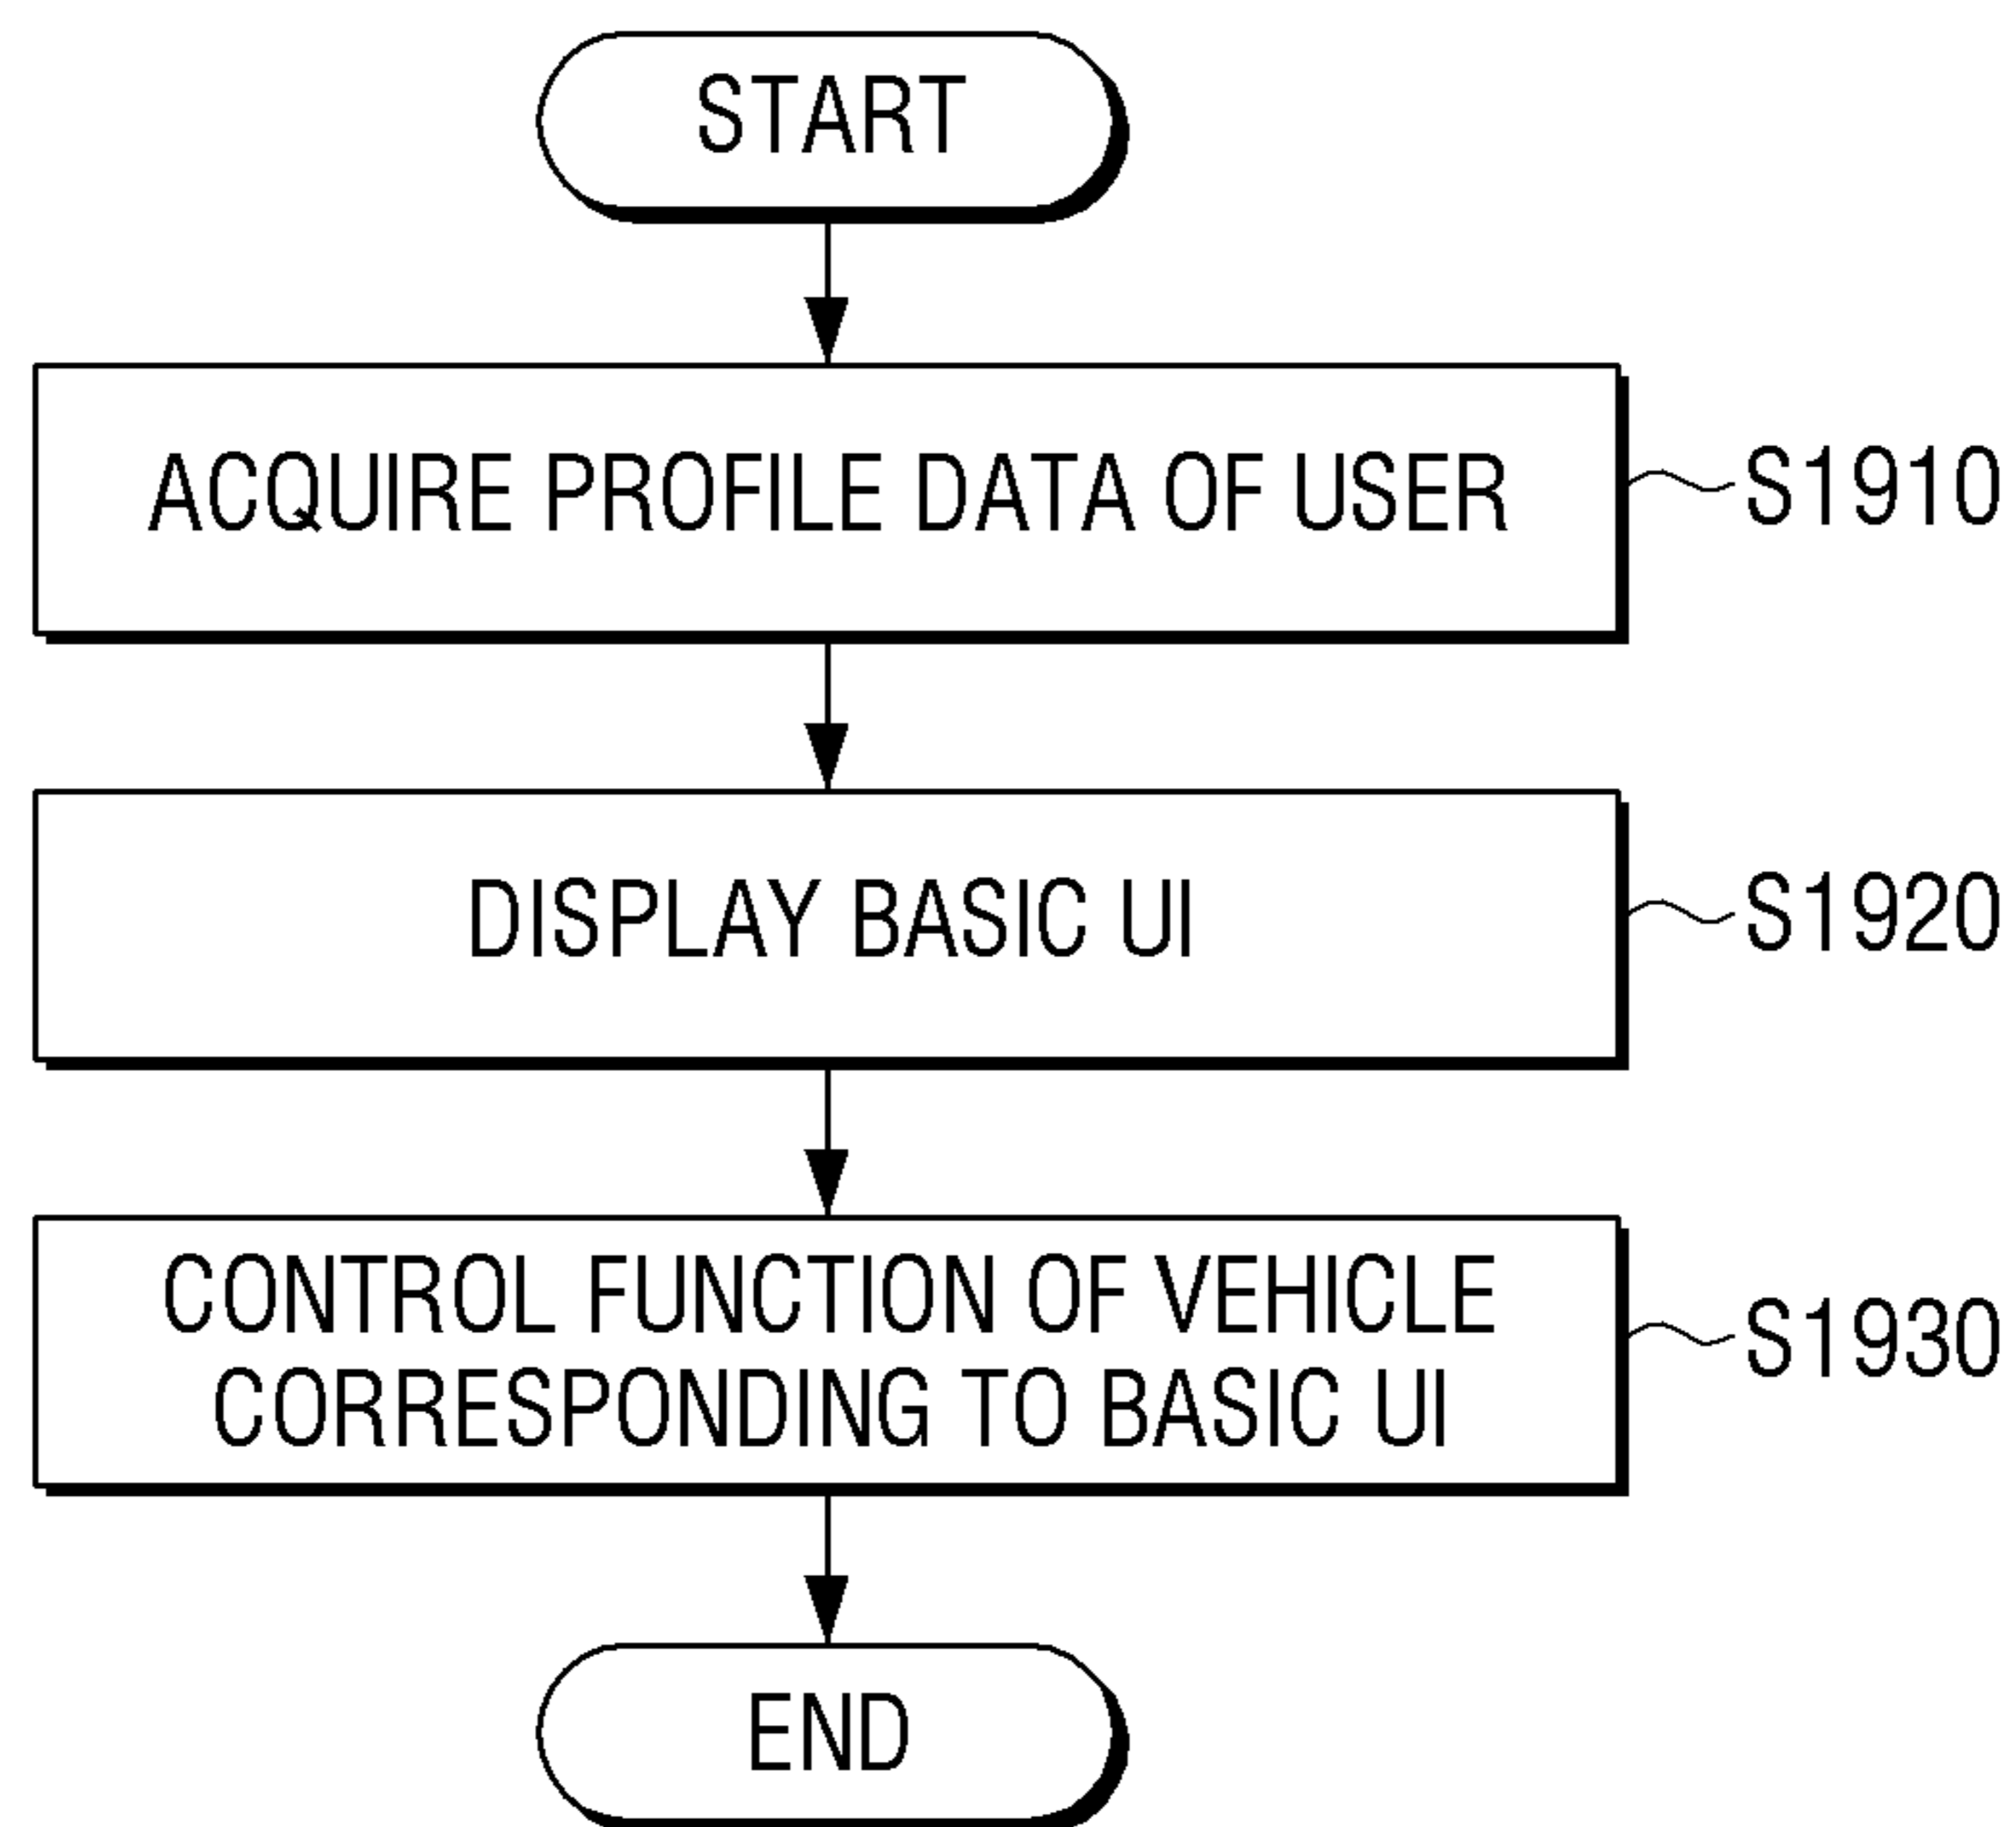 START
ACQUIRE PROFILE DATA OF USER
S1910
DISPLAY BASIC UI
S1920
CONTROL FUNCTION OF VEHICLE
CORRESPONDING TO BASIC UI
S1930
END